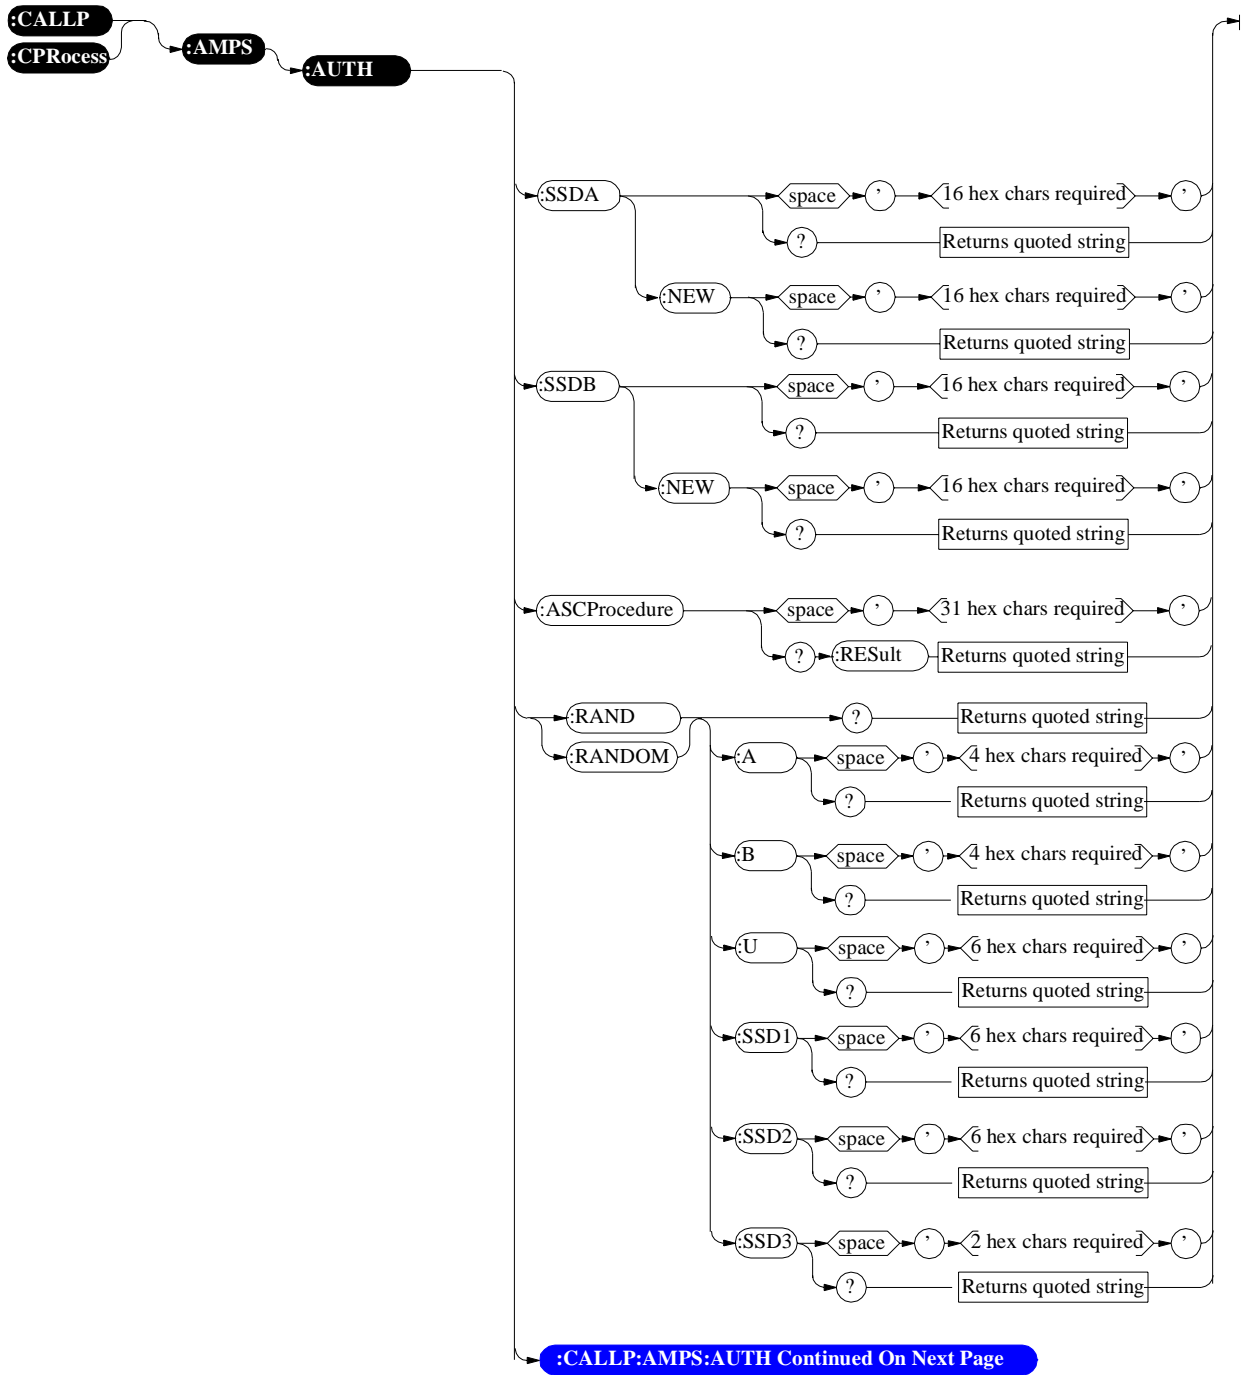 :CALLP
:CPRocess
:AMPS
:AUTH
:SSDA space ’ 16 hex chars required ’
? Returns quoted string
:NEW space ’ 16 hex chars required ’
? Returns quoted string
:SSDB space ’ 16 hex chars required ’
? Returns quoted string
:NEW space ’ 16 hex chars required ’
? Returns quoted string
:ASCProcedure space ’ 31 hex chars required ’
? :RESult Returns quoted string
:RAND ? Returns quoted string
:RANDOM :A space ’ 4 hex chars required ’
? Returns quoted string
:B space ’ 4 hex chars required ’
? Returns quoted string
:U space ’ 6 hex chars required ’
? Returns quoted string
:SSD1 space ’ 6 hex chars required ’
? Returns quoted string
:SSD2 space ’ 6 hex chars required ’
? Returns quoted string
:SSD3 space ’ 2 hex chars required ’
? Returns quoted string
:CALLP:AMPS:AUTH Continued On Next Page